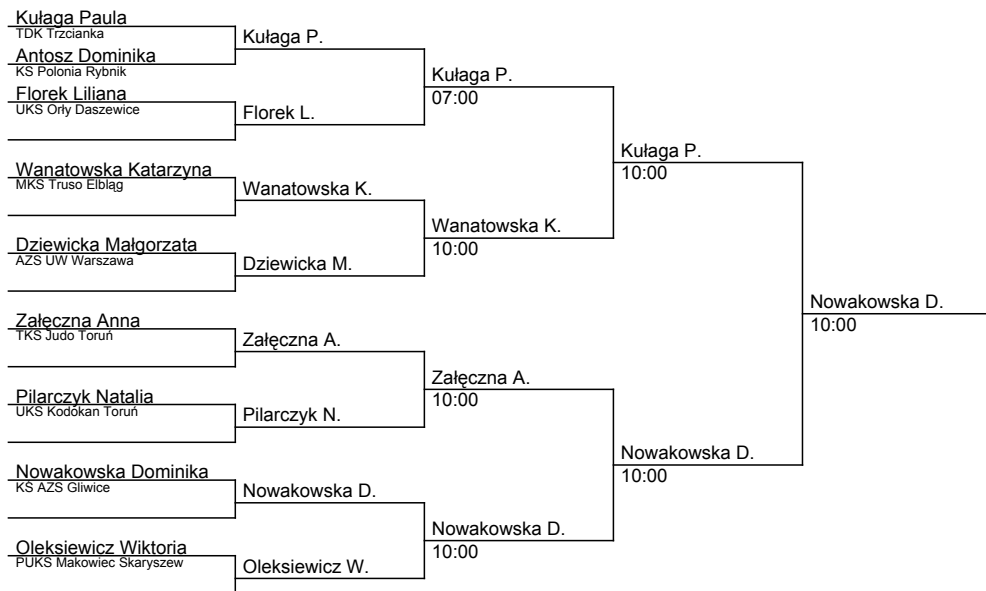 Kułaga Paula
TDK Trzcianka
Kułaga P.
Antosz Dominika
KS Polonia Rybnik
Kułaga P.
07:00
Florek Liliana
UKS Orły Daszewice
Florek L.
Kułaga P.
10:00
Wanatowska Katarzyna
MKS Truso Elbląg
Wanatowska K.
Wanatowska K.
10:00
Dziewicka Małgorzata
AZS UW Warszawa
Dziewicka M.
Nowakowska D.
10:00
Załęczna Anna
TKS Judo Toruń
Załęczna A.
Załęczna A.
10:00
Pilarczyk Natalia
UKS Kodokan Toruń
Pilarczyk N.
Nowakowska D.
10:00
Nowakowska Dominika
KŚ AZS Gliwice
Nowakowska D.
Nowakowska D.
10:00
Oleksiewicz Wiktoria
PUKS Makowiec Skaryszew
Oleksiewicz W.